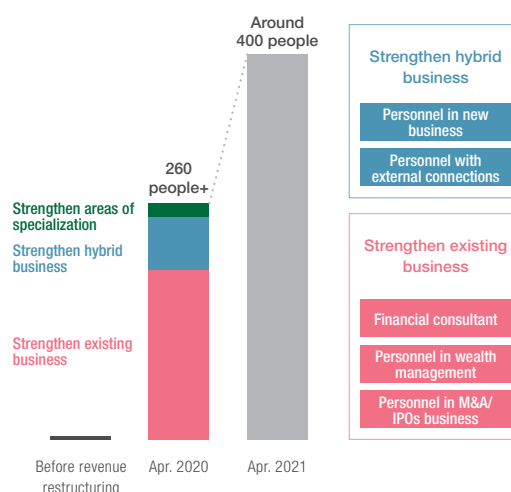 Around
400 people
260
people+
Strengthen areas of
specialization
Strengthen hybrid
business
Strengthen existing
business
Before revenue
restructuring
Apr. 2020
Apr. 2021
Strengthen hybrid
business
Personnel in new
business
Personnel with
external connections
Strengthen existing
business
Financial consultant
Personnel in wealth
management
Personnel in M&A/
IPOs business